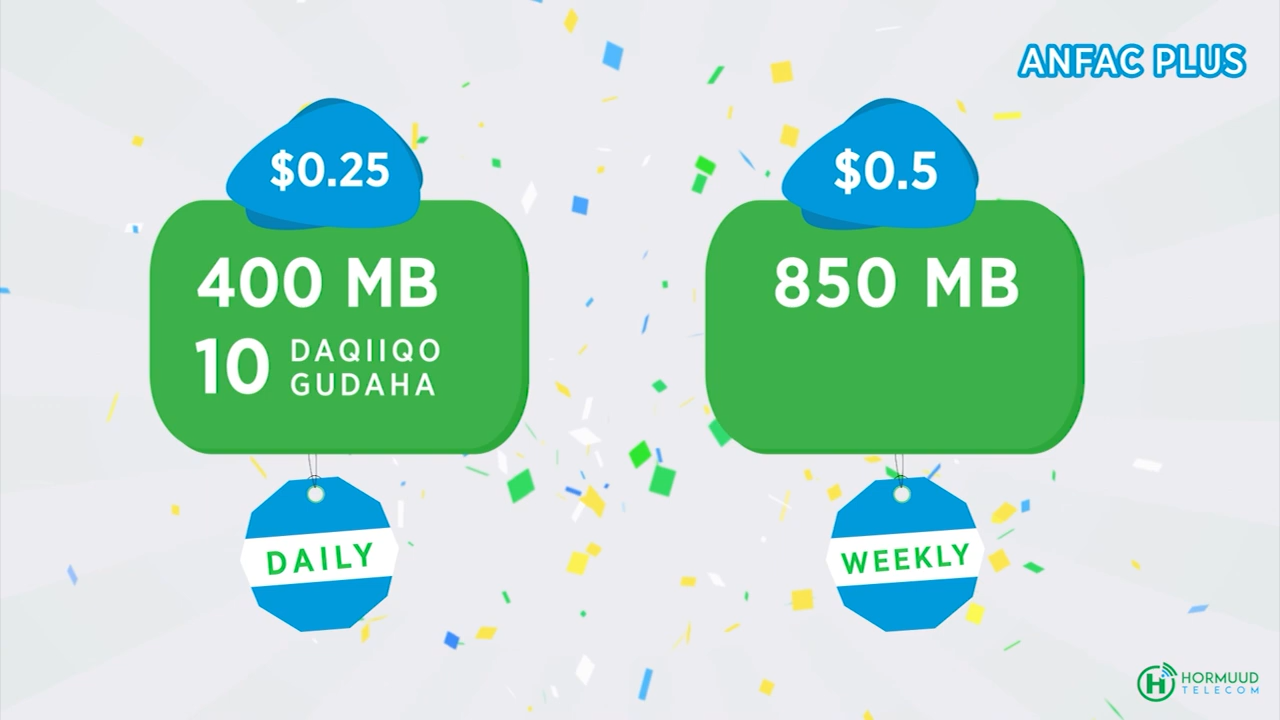 ANFAC PLUS
$0.25
400 MB
10 DAQIIQO
GUDAHA
DAILY
$0.5
850 MB
WEEKLY
HORMUUD
TELECOM